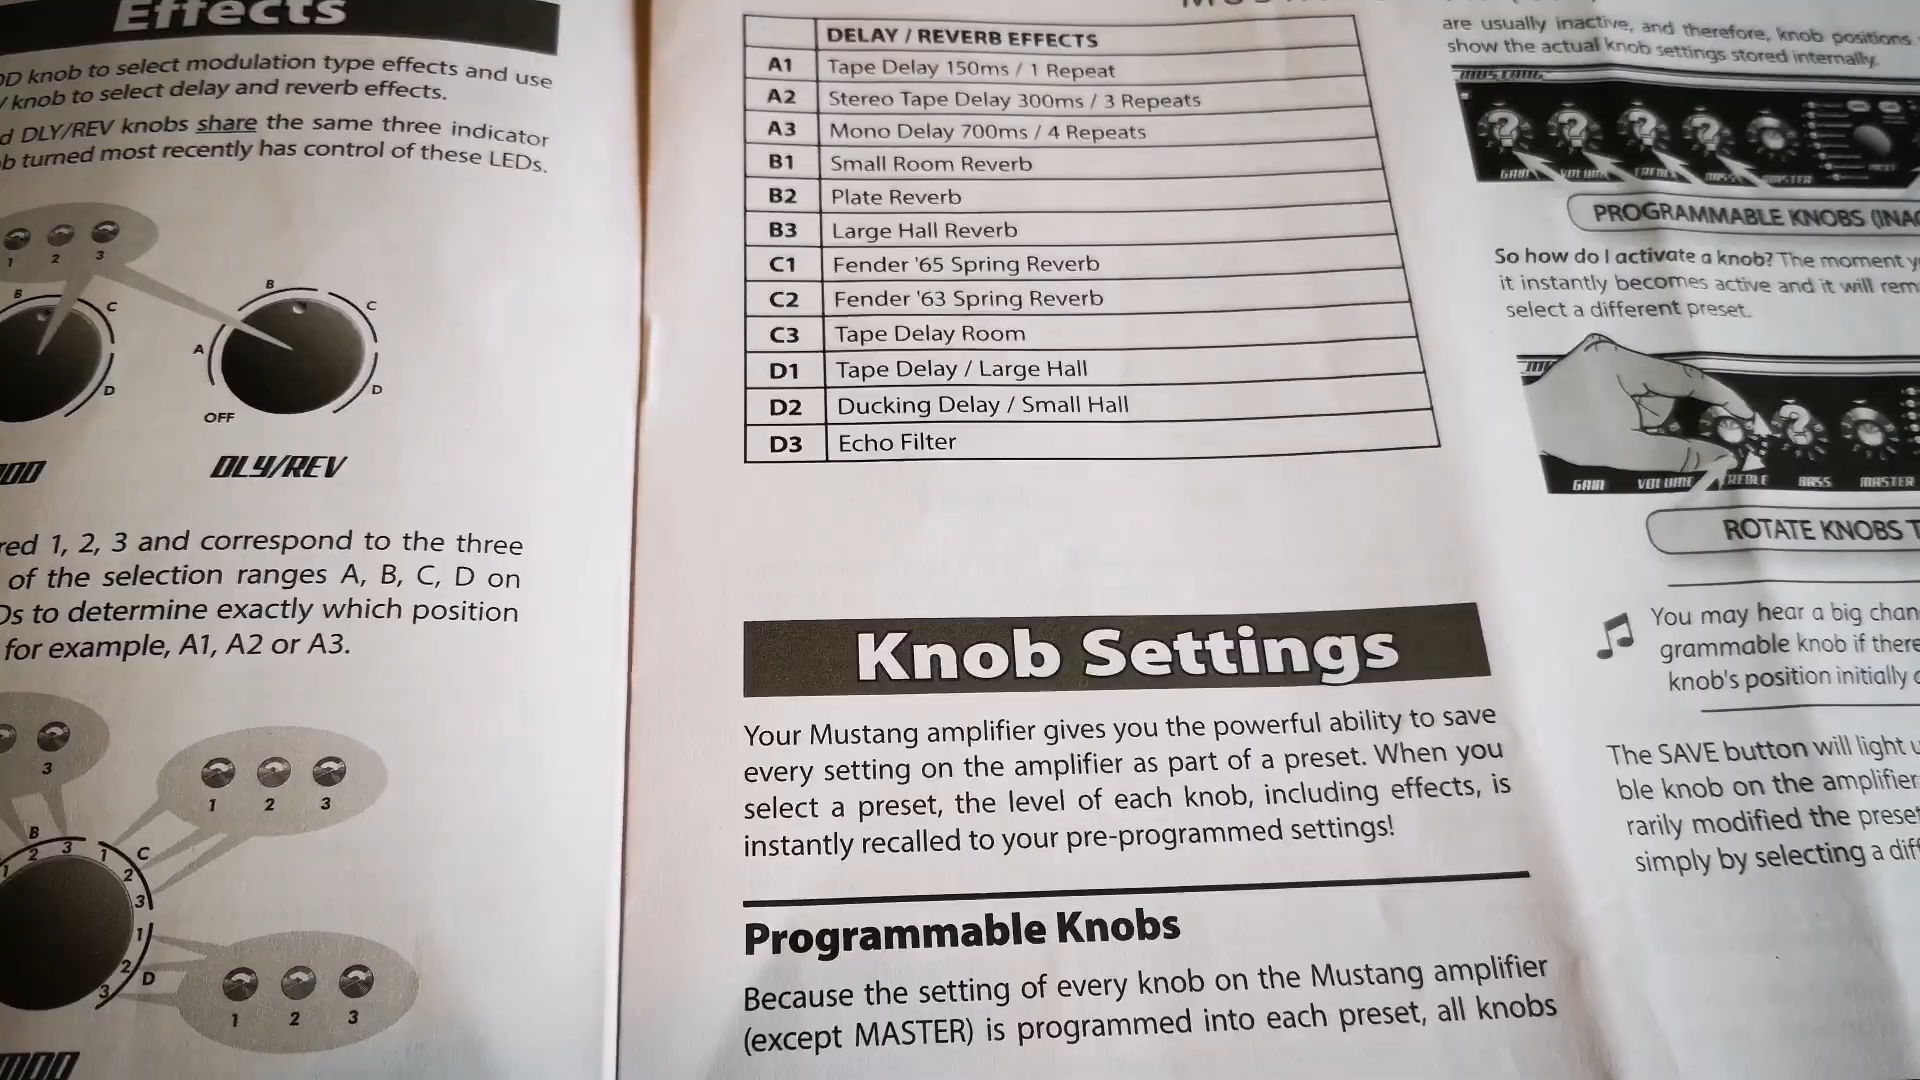 Effects
knob to select modulation type effects and use
knob to select delay and reverb effects.
DLY/REV knobs share the same three indicator
turned most recently has control of these LEDs.
1 2 3
B
C
D
A
B
C
D
OFF
DLY/REV
1, 2, 3 and correspond to the three
of the selection ranges A, B, C, D on
to determine exactly which position
for example, A1, A2 or A3.
3
1 2 3
B
1 2 3
C
1
2
3
1
2
3
D
1 2 3
DELAY / REVERB EFFECTS
A1 Tape Delay 150ms / 1 Repeat
A2 Stereo Tape Delay 300ms / 3 Repeats
A3 Mono Delay 700ms / 4 Repeats
B1 Small Room Reverb
B2 Plate Reverb
B3 Large Hall Reverb
C1 Fender '65 Spring Reverb
C2 Fender '63 Spring Reverb
C3 Tape Delay Room
D1 Tape Delay / Large Hall
D2 Ducking Delay / Small Hall
D3 Echo Filter
Knob Settings
Your Mustang amplifier gives you the powerful ability to save
every setting on the amplifier as part of a preset. When you
select a preset, the level of each knob, including effects, is
instantly recalled to your pre-programmed settings!
Programmable Knobs
Because the setting of every knob on the Mustang amplifier
(except MASTER) is programmed into each preset, all knobs
are usually inactive, and therefore, knob positions
show the actual knob settings stored internally.
MUSTANG
? ? ? ?
GAIN VOLUME TREBLE BASS MASTER
PROGRAMMABLE KNOBS
So how do I activate a knob? The moment
it instantly becomes active and it will
select a different preset.
?
GAIN VOLUME TREBLE BASS MASTER
ROTATE KNOBS
You may hear a big
grammable knob if there
knob's position initially
The SAVE button will light
ble knob on the amplifier
rarily modified the
simply by selecting a